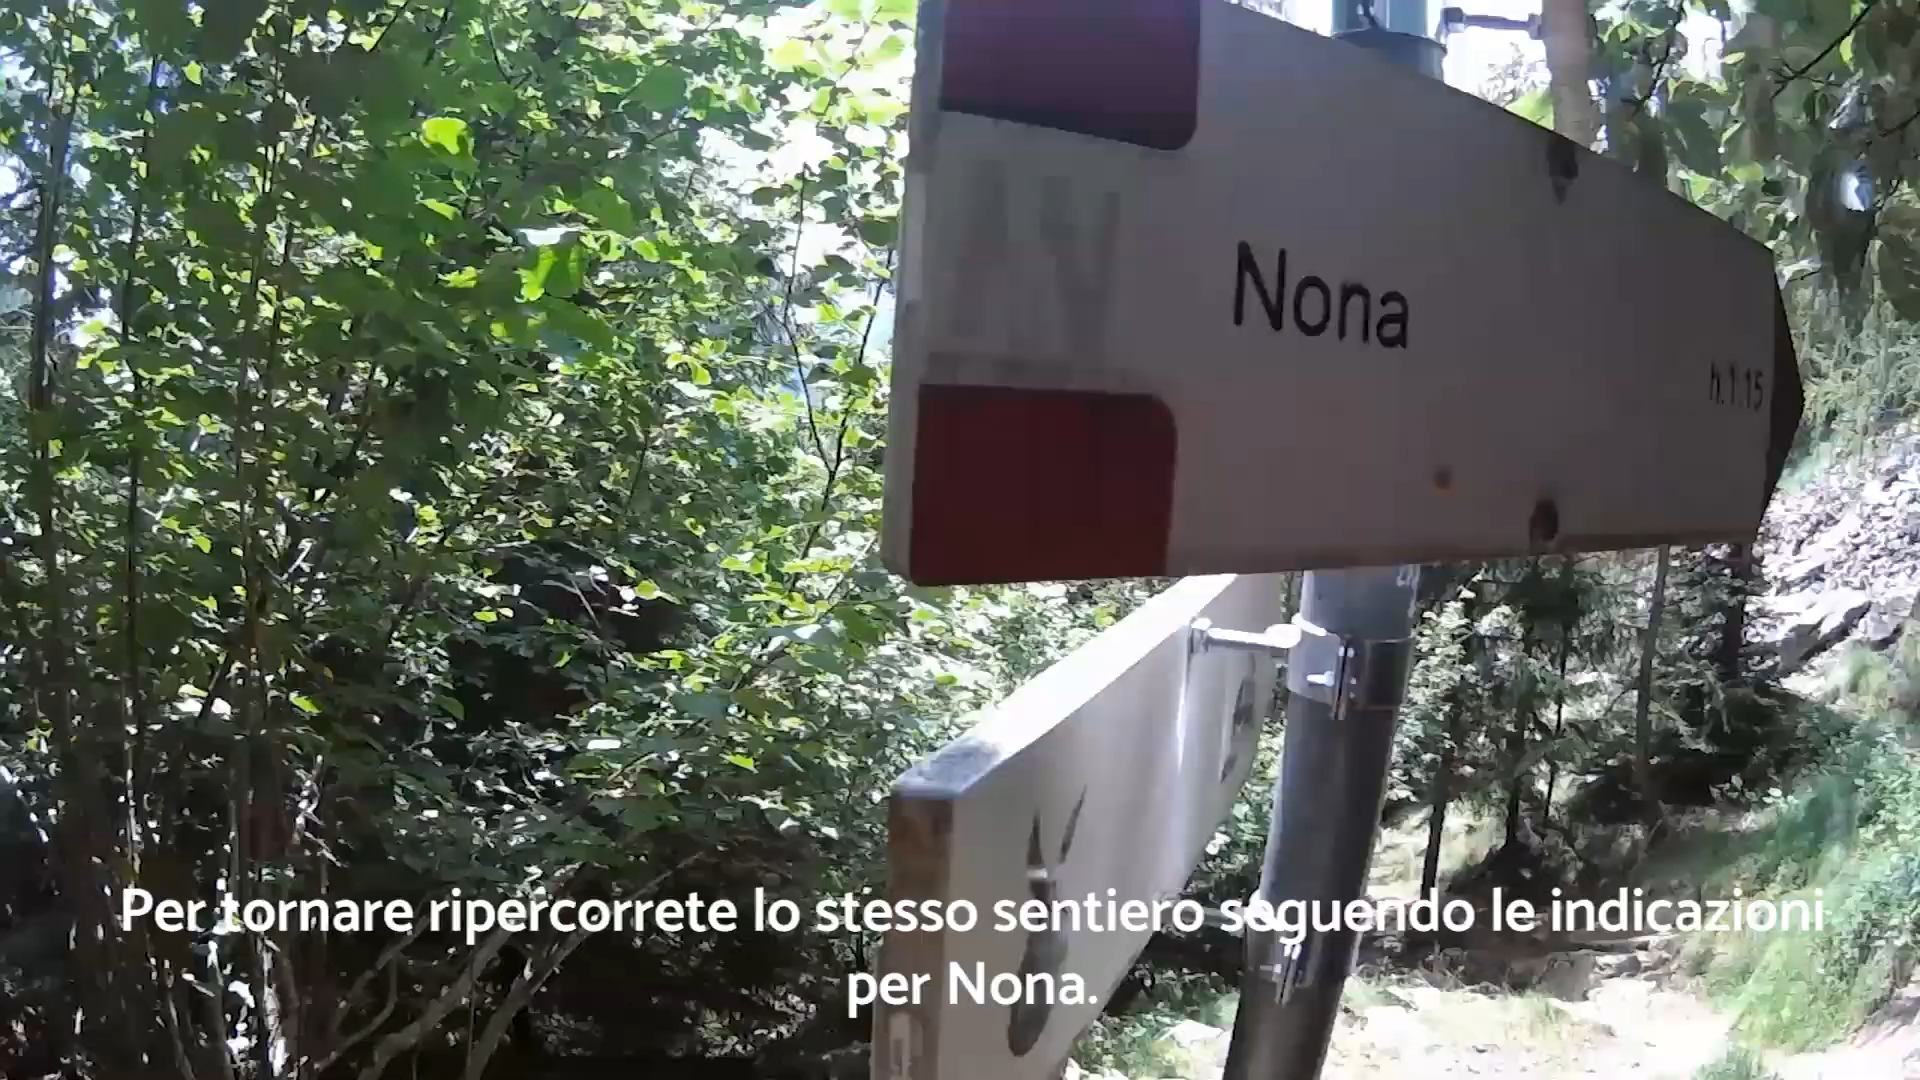 Nona
h.1.15
Per tornare ripercorrete lo stesso sentiero seguendo le indicazioni
per Nona.